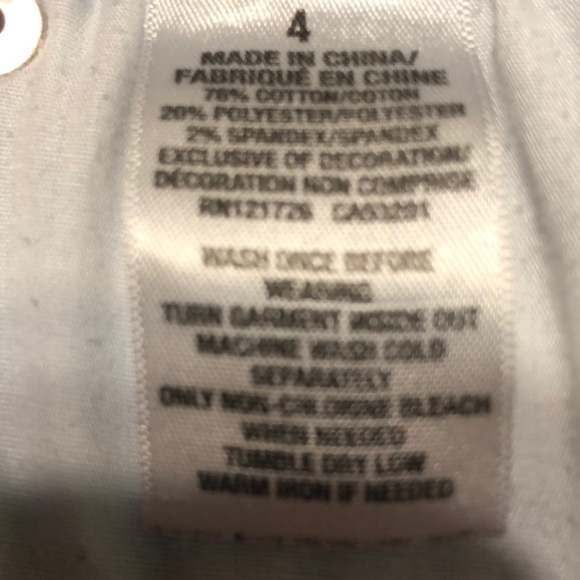 4
MADE IN CHINA/
FABRIQUÉ EN CHINE
78% COTTON/COTON
20% POLYESTER/POLYESTER
2% SPANDEX/SPANDEX
EXCLUSIVE OF DECORATION/
DÉCORATION NON COMPRISE
RN121726 CA53291
WASH ONCE BEFORE
WEARING
TURN GARMENT INSIDE OUT
MACHINE WASH COLD
SEPARATELY
ONLY NON-CHLORINE BLEACH
WHEN NEEDED
TUMBLE DRY LOW
WARM IRON IF NEEDED